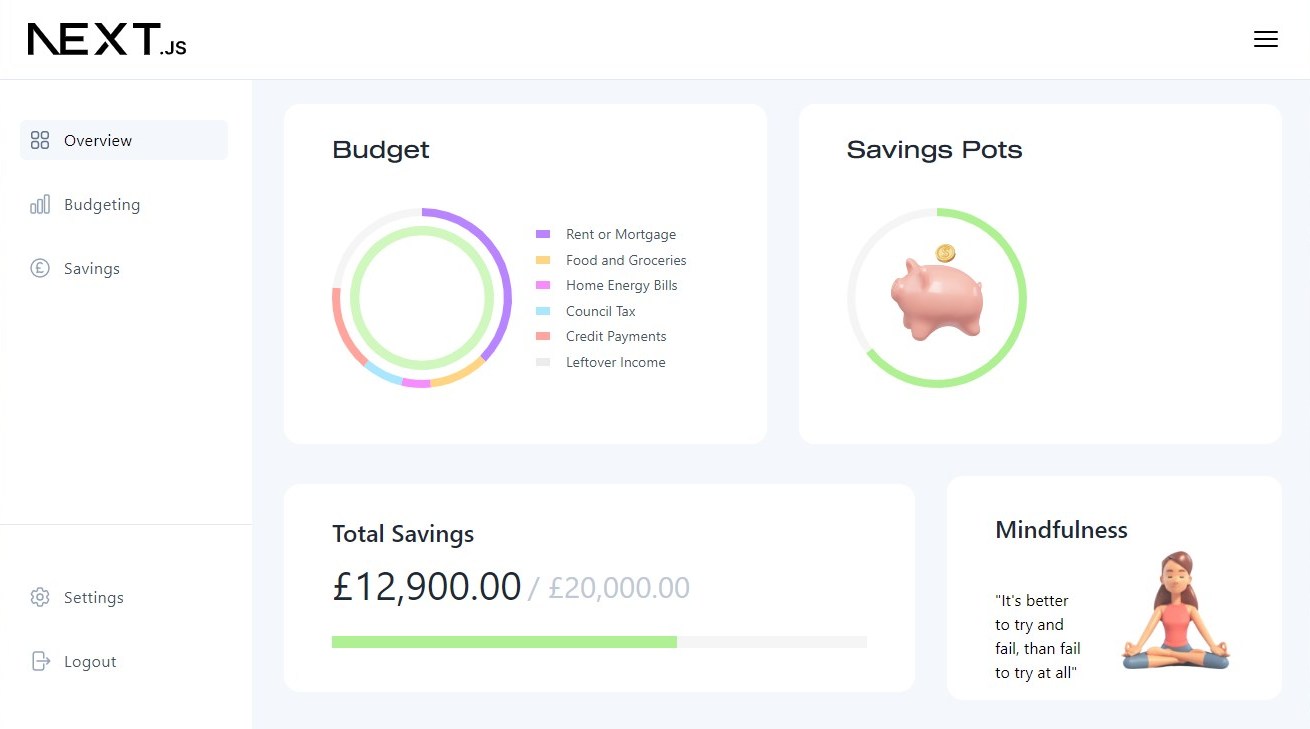 NEXT.JS
Overview
Budgeting
Savings
Settings
Logout
Budget
Rent or Mortgage
Food and Groceries
Home Energy Bills
Council Tax
Credit Payments
Leftover Income
Savings Pots
Total Savings
£12,900.00 / £20,000.00
Mindfulness
"It's better
to try and
fail, than fail
to try at all"